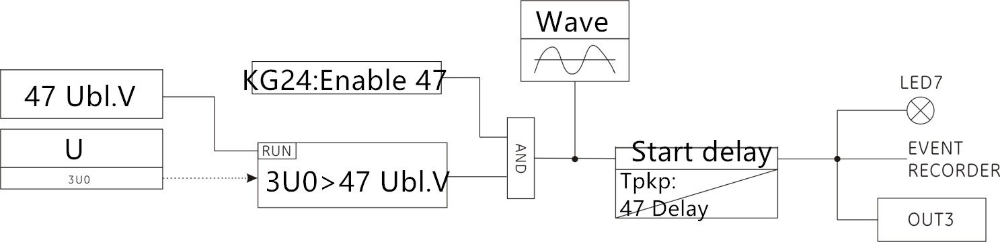 Wave
KG24:Enable 47
47 Ubl.V
U
3U0
RUN
3U0>47 Ubl.V
AND
Start delay
Tpkp:
47 Delay
LED7
EVENT
RECORDER
OUT3